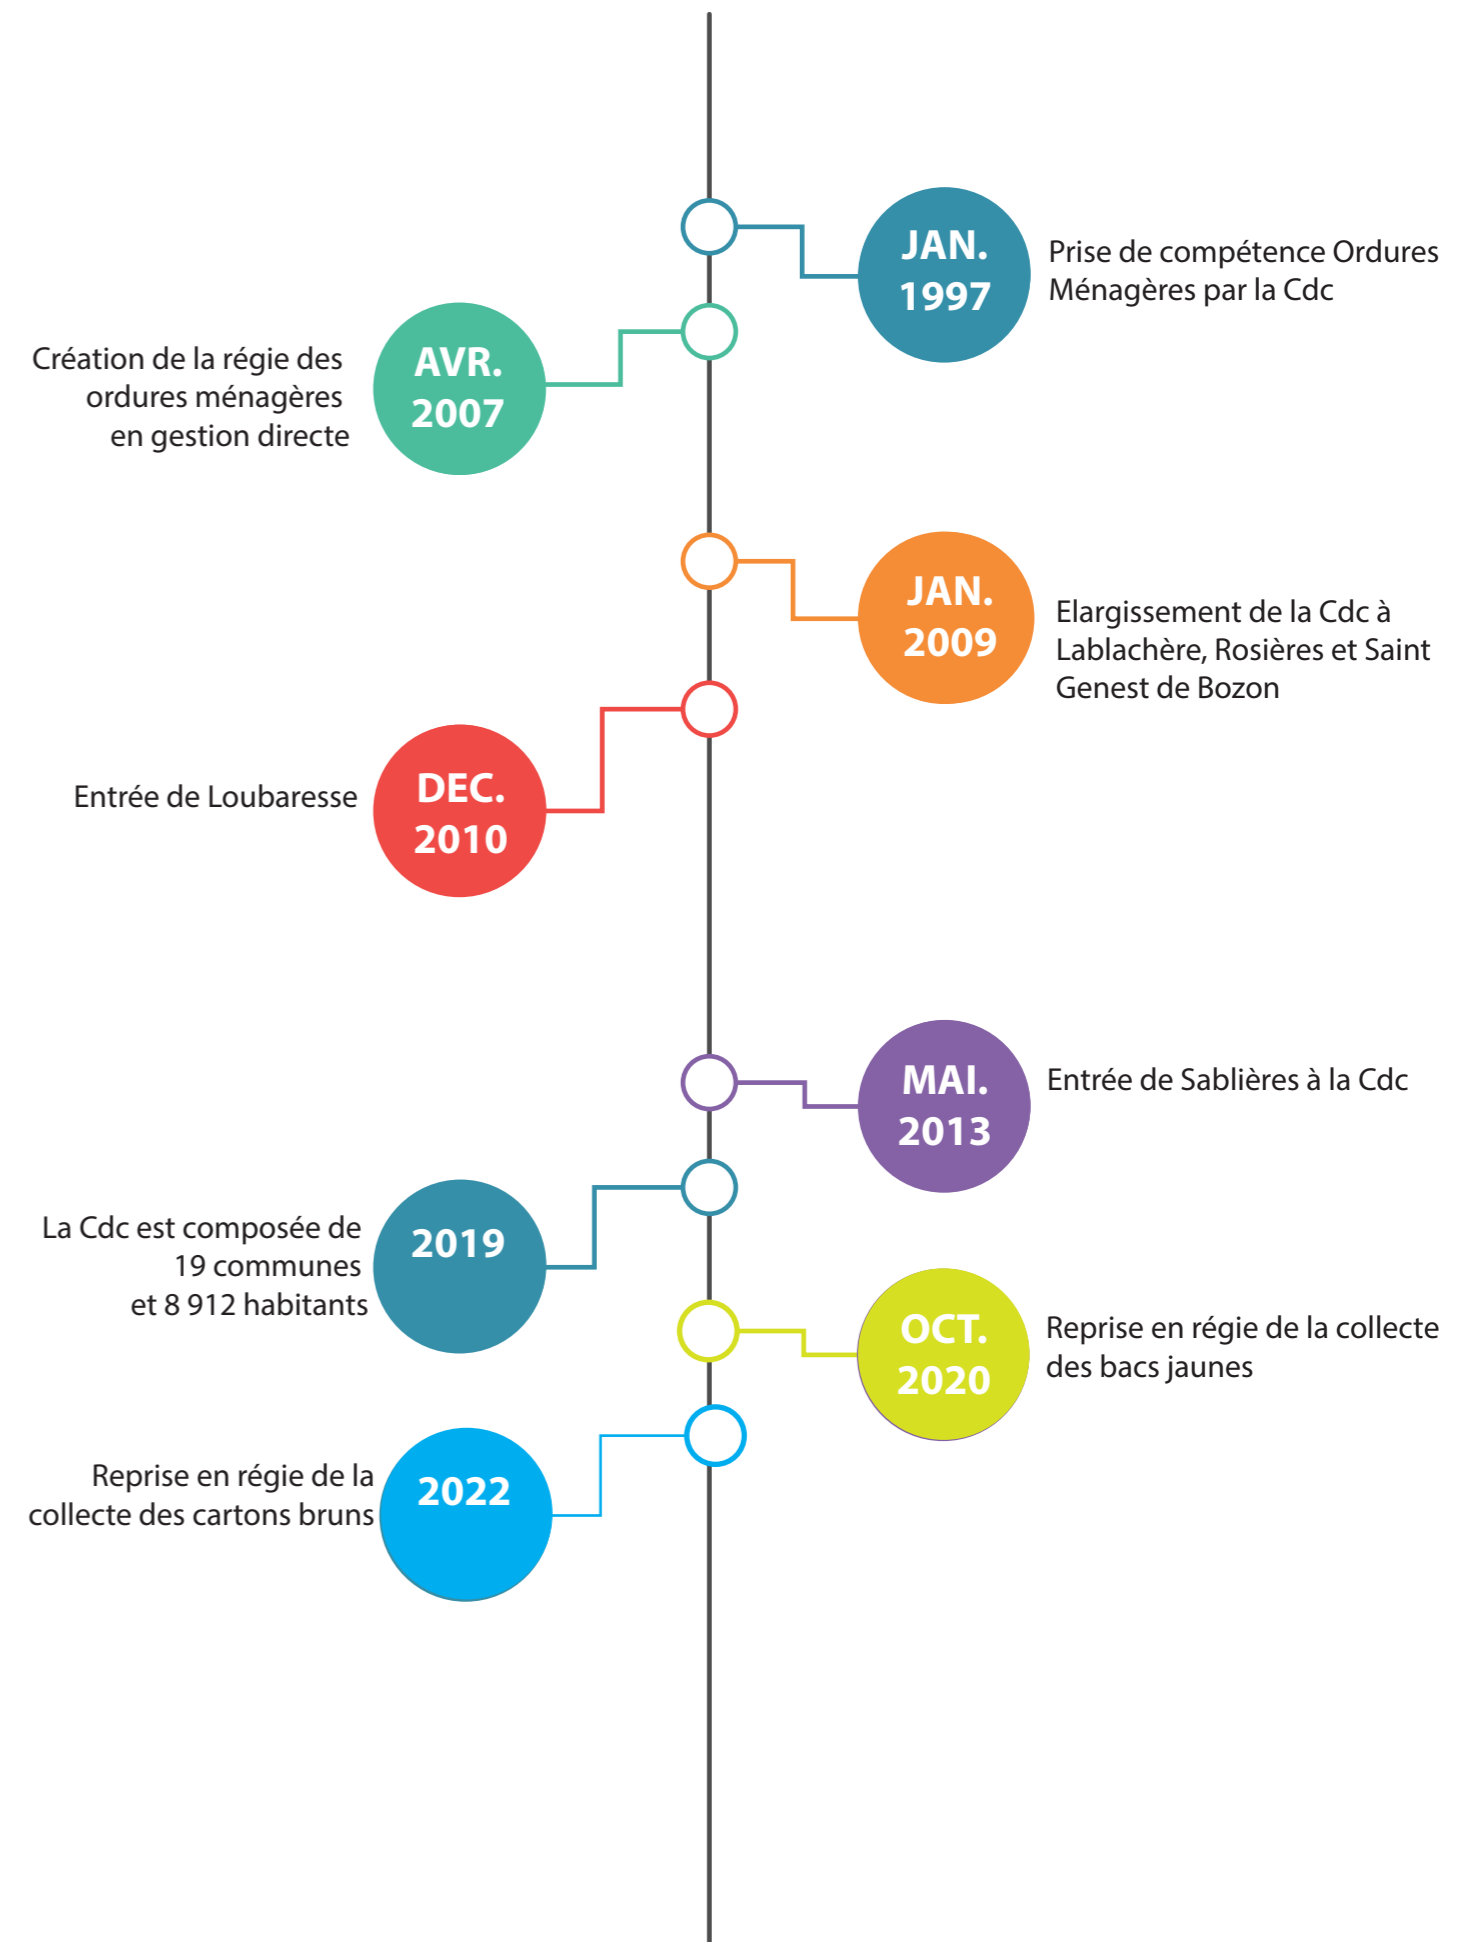 JAN.
1997
Prise de compétence Ordures
Ménagères par la Cdc
Création de la régie des
ordures ménagères
en gestion directe
AVR.
2007
JAN.
2009
Elargissement de la Cdc à
Lablachère, Rosières et Saint
Genest de Bozon
Entrée de Loubaresse
DEC.
2010
MAI.
2013
Entrée de Sablières à la Cdc
La Cdc est composée de
19 communes
et 8 912 habitants
2019
OCT.
2020
Reprise en régie de la collecte
des bacs jaunes
Reprise en régie de la
collecte des cartons bruns
2022